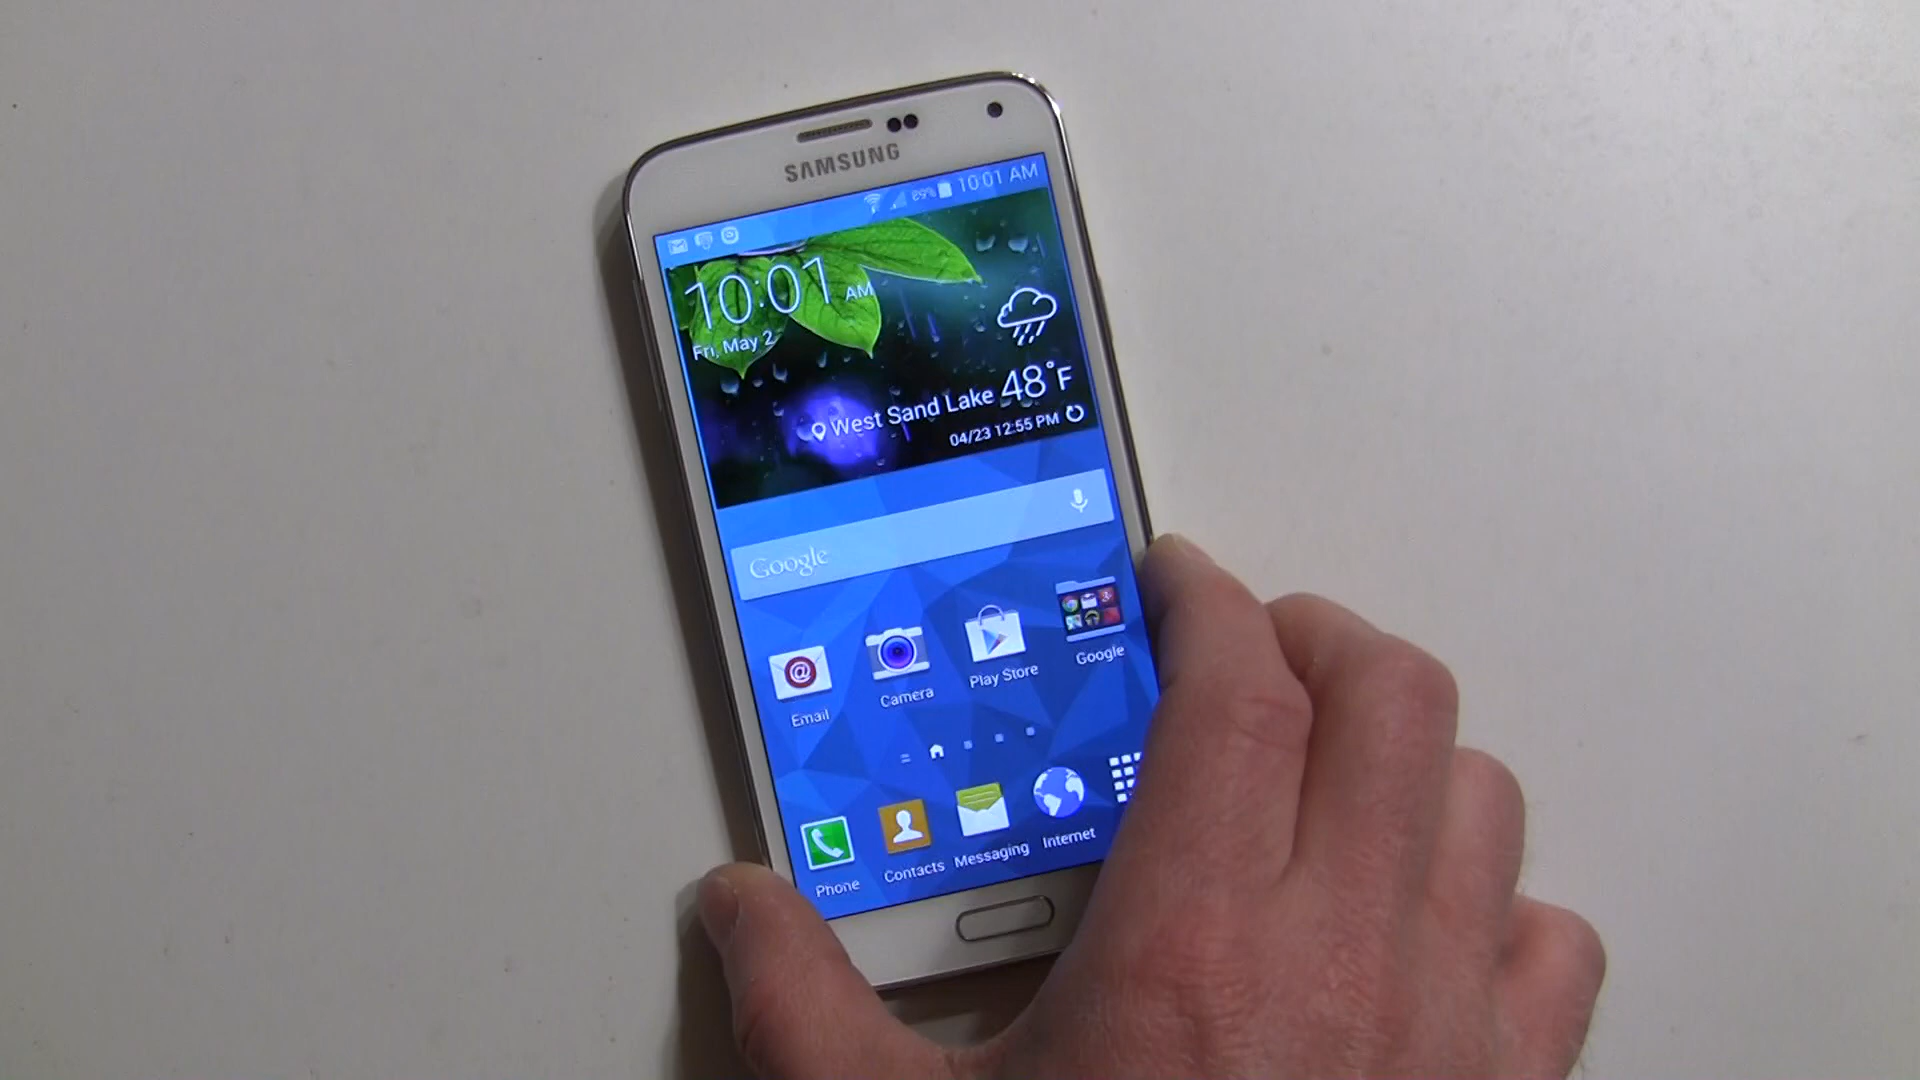 SAMSUNG
89% 10:01 AM
10:01 AM
Fri, May 2
48°F
West Sand Lake
04/23 12:55 PM
Google
Email
Camera
Play Store
Google
Phone
Contacts
Messaging
Internet